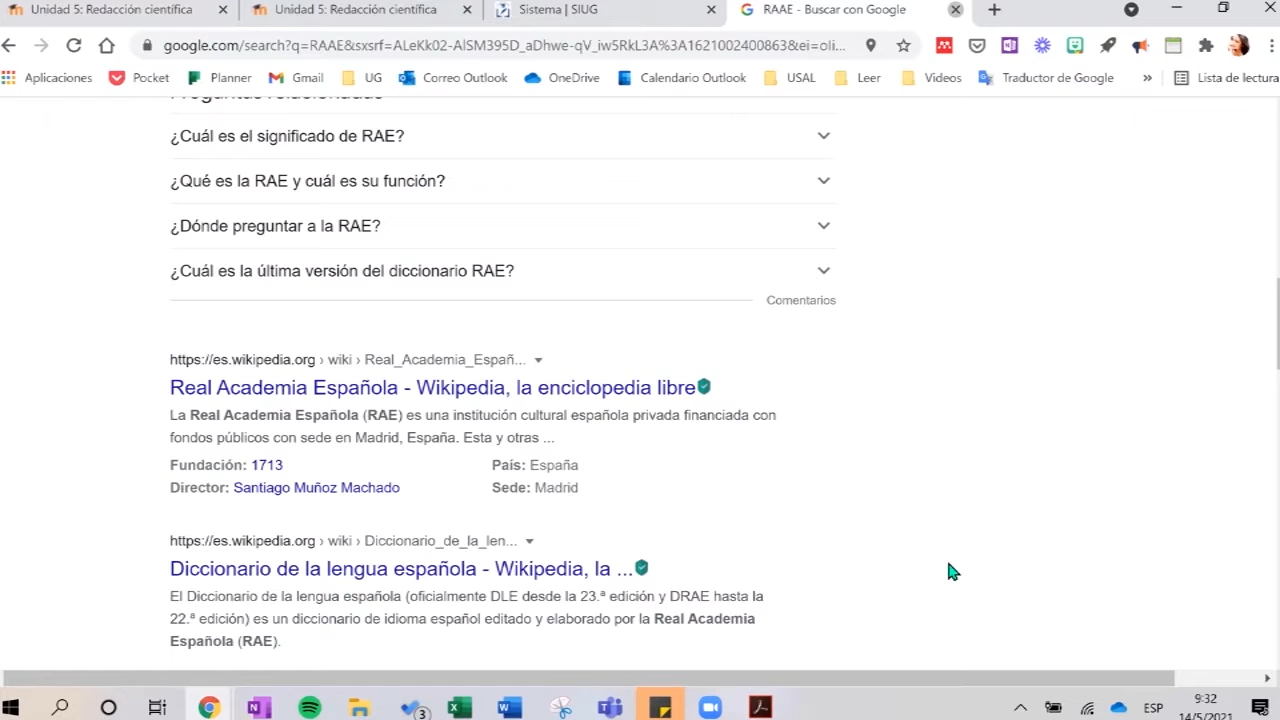 Unidad 5: Redacción científica
Unidad 5: Redacción científica
Sistema | SIUG
RAAE - Buscar con Google
google.com/search?q=RAAE&sxsrf=ALeKk02-AlSM395D_aDhwe-qV_iw5RkL3A%3A1621002400863&ei=oIi...
Aplicaciones
Pocket
Planner
Gmail
UG
Correo Outlook
OneDrive
Calendario Outlook
USAL
Leer
Videos
Traductor de Google
»
Lista de lectura
Preguntas relacionadas
¿Cuál es el significado de RAE?
¿Qué es la RAE y cuál es su función?
¿Dónde preguntar a la RAE?
¿Cuál es la última versión del diccionario RAE?
Comentarios
https://es.wikipedia.org › wiki › Real_Academia_Españ...
Real Academia Española - Wikipedia, la enciclopedia libre
La Real Academia Española (RAE) es una institución cultural española privada financiada con
fondos públicos con sede en Madrid, España. Esta y otras ...
Fundación: 1713
País: España
Director: Santiago Muñoz Machado
Sede: Madrid
https://es.wikipedia.org › wiki › Diccionario_de_la_len...
Diccionario de la lengua española - Wikipedia, la ...
El Diccionario de la lengua española (oficialmente DLE desde la 23.ª edición y DRAE hasta la
22.ª edición) es un diccionario de idioma español editado y elaborado por la Real Academia
Española (RAE).
3
ESP
9:32
14/5/2021